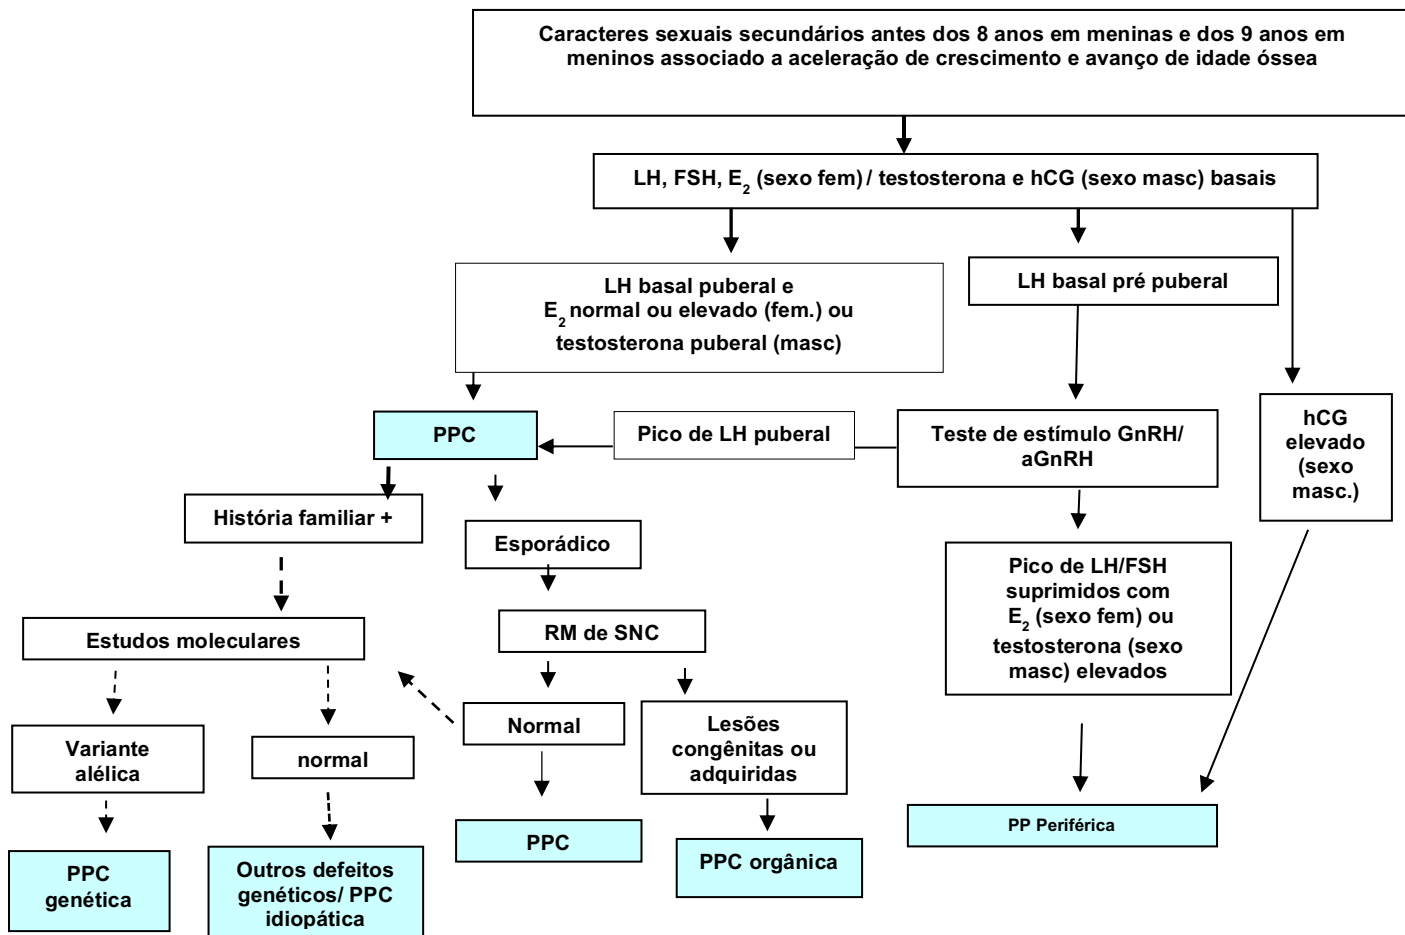 Caracteres sexuais secundários antes dos 8 anos em meninas e dos 9 anos em
meninos associado a aceleração de crescimento e avanço de idade óssea
LH, FSH, E₂ (sexo fem) / testosterona e hCG (sexo masc) basais
LH basal puberal e
E₂ normal ou elevado (fem.) ou
testosterona puberal (masc)
LH basal pré puberal
PPC
Pico de LH puberal
Teste de estímulo GnRH/
aGnRH
hCG
elevado
(sexo
masc.)
História familiar +
Esporádico
Pico de LH/FSH
suprimidos com
E₂ (sexo fem) ou
testosterona (sexo
masc) elevados
Estudos moleculares
RM de SNC
Variante
alélica
normal
Normal
Lesões
congênitas ou
adquiridas
PP Periférica
PPC
genética
Outros defeitos
genéticos/ PPC
idiopática
PPC
PPC orgânica